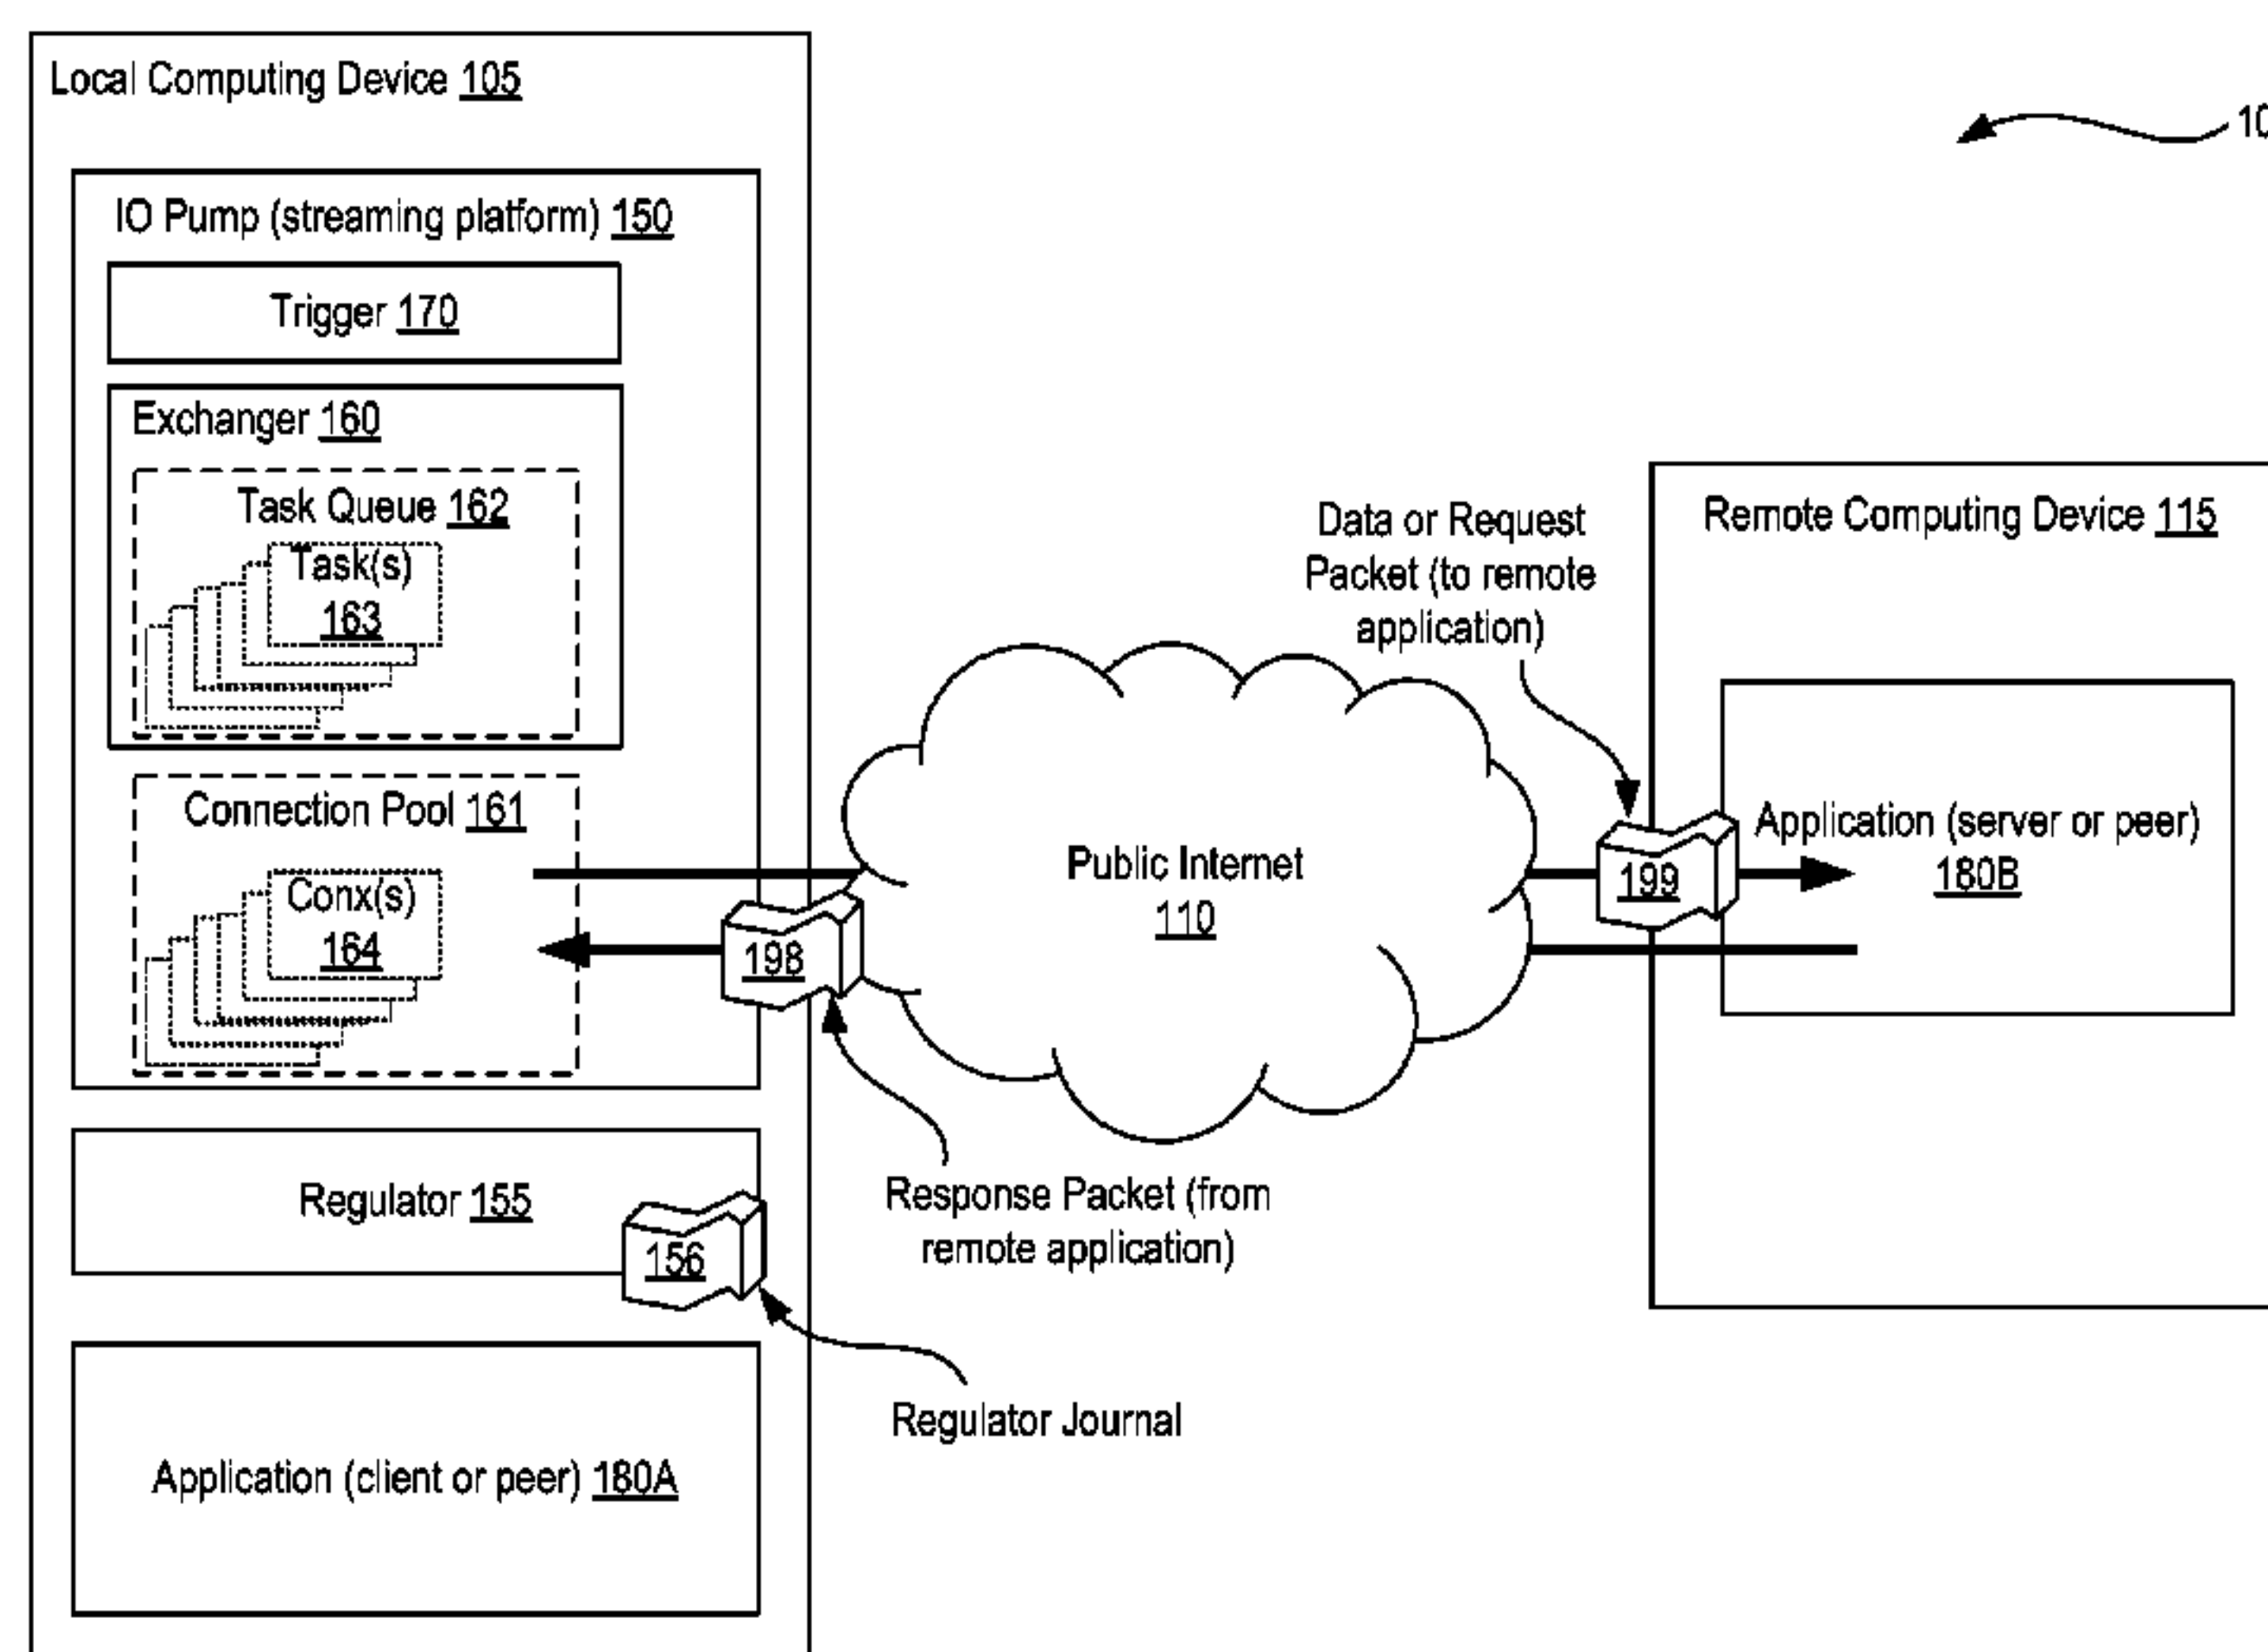 Local Computing Device 105
10
IO Pump (streaming platform) 150
Trigger 170
Exchanger 160
Task Queue 162
Task(s)
163
Connection Pool 161
Conx(s)
164
198
Response Packet (from
remote application)
Regulator 155
156
Regulator Journal
Application (client or peer) 180A
Public Internet
110
Data or Request
Packet (to remote
application)
199
Remote Computing Device 115
Application (server or peer)
180B